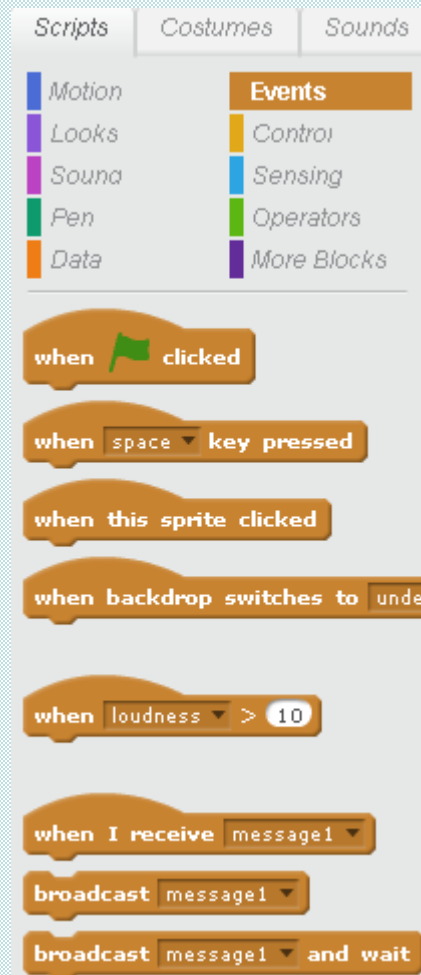 Scripts Costumes Sounds
Motion Events
Looks Control
Sound Sensing
Pen Operators
Data More Blocks
when clicked
when space key pressed
when this sprite clicked
when backdrop switches to unde
when loudness > 10
when I receive message1
broadcast message1
broadcast message1 and wait